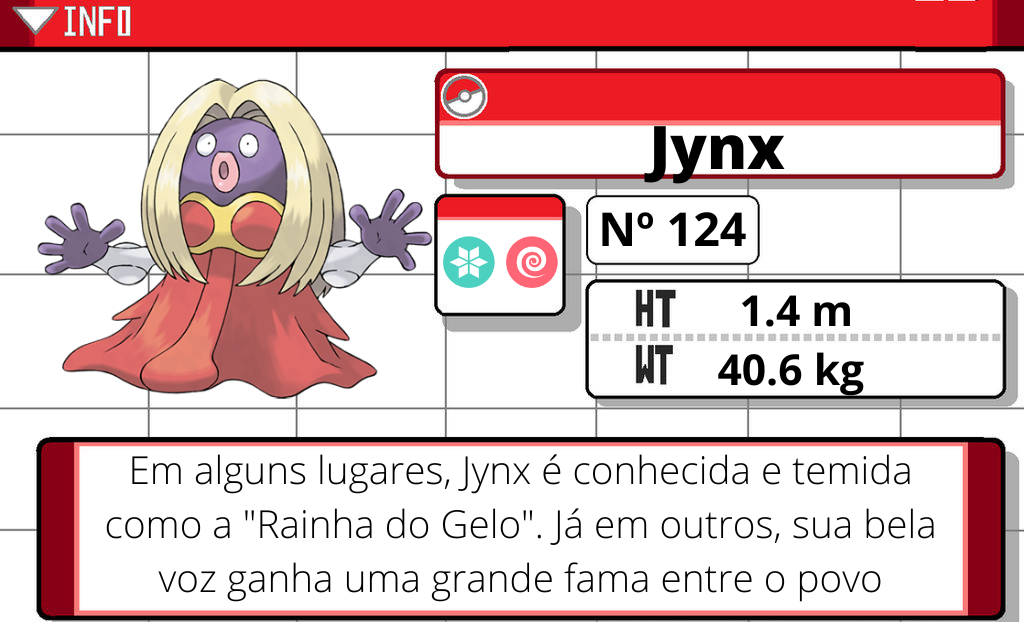 INFO
Jynx
Nº 124
HT 1.4 m
WT 40.6 kg
Em alguns lugares, Jynx é conhecida e temida
como a "Rainha do Gelo". Já em outros, sua bela
voz ganha uma grande fama entre o povo